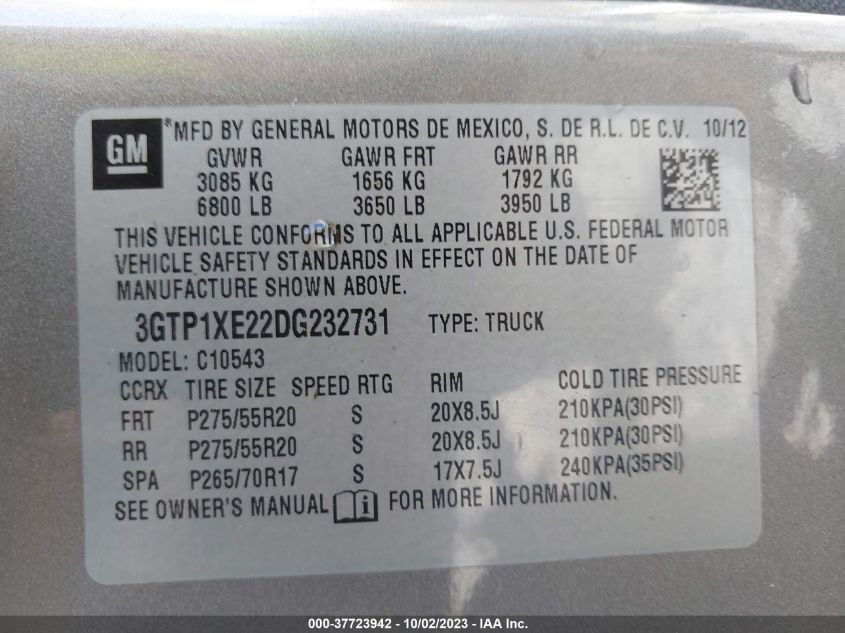 GM
*MFD BY GENERAL MOTORS DE MEXICO, S. DE R.L. DE C.V. 10/12
GVWR GAWR FRT GAWR RR
3085 KG 1656 KG 1792 KG
6800 LB 3650 LB 3950 LB
THIS VEHICLE CONFORMS TO ALL APPLICABLE U.S. FEDERAL MOTOR
VEHICLE SAFETY STANDARDS IN EFFECT ON THE DATE OF
MANUFACTURE SHOWN ABOVE.
3GTP1XE22DG232731 TYPE: TRUCK
MODEL: C10543
CCRX TIRE SIZE SPEED RTG RIM COLD TIRE PRESSURE
FRT P275/55R20 S 20X8.5J 210KPA(30PSI)
RR P275/55R20 S 20X8.5J 210KPA(30PSI)
SPA P265/70R17 S 17X7.5J 240KPA(35PSI)
SEE OWNER'S MANUAL i FOR MORE INFORMATION.
000-37723942 - 10/02/2023 - IAA Inc.